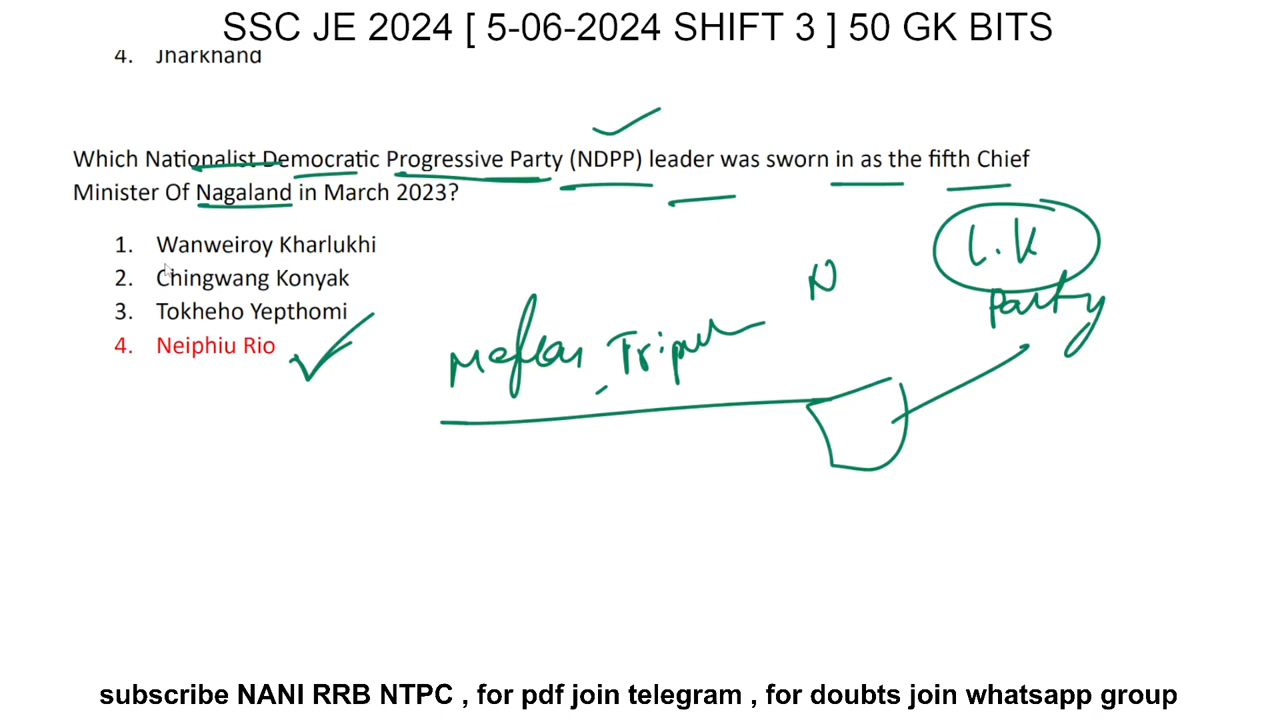 SSC JE 2024 [ 5-06-2024 SHIFT 3 ] 50 GK BITS
4. Jharkhand
Which Nationalist Democratic Progressive Party (NDPP) leader was sworn in as the fifth Chief
Minister Of Nagaland in March 2023?
1. Wanweiroy Kharlukhi
2. Chingwang Konyak
3. Tokheho Yepthomi
4. Neiphiu Rio
L.K
Party
N
subscribe NANI RRB NTPC , for pdf join telegram , for doubts join whatsapp group